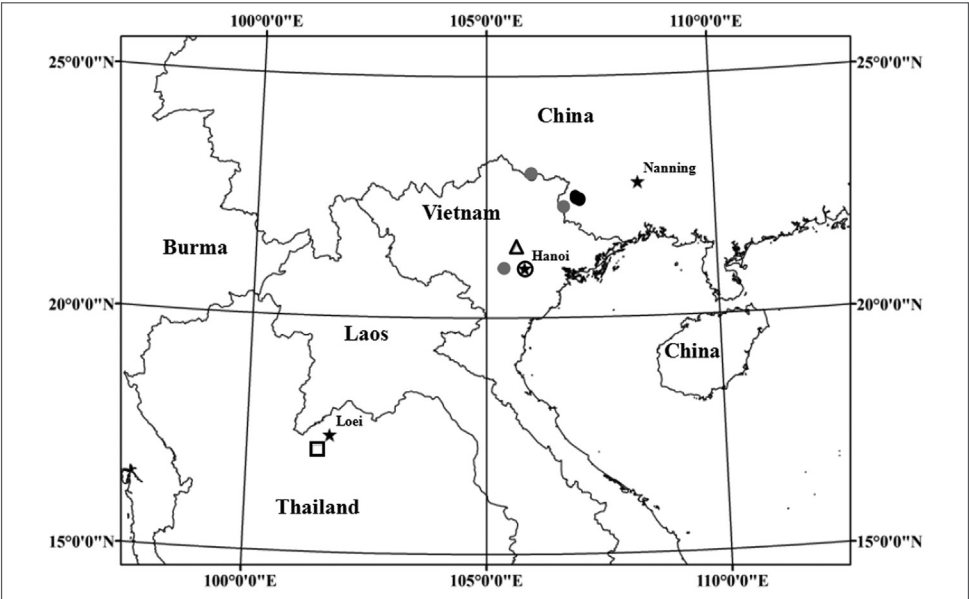 100°0'0"E 105°0'0"E 110°0'0"E
25°0'0"N 25°0'0"N
China
Nanning
Vietnam
Burma
Hanoi
20°0'0"N 20°0'0"N
Laos
China
Loei
Thailand
15°0'0"N 15°0'0"N
100°0'0"E 105°0'0"E 110°0'0"E